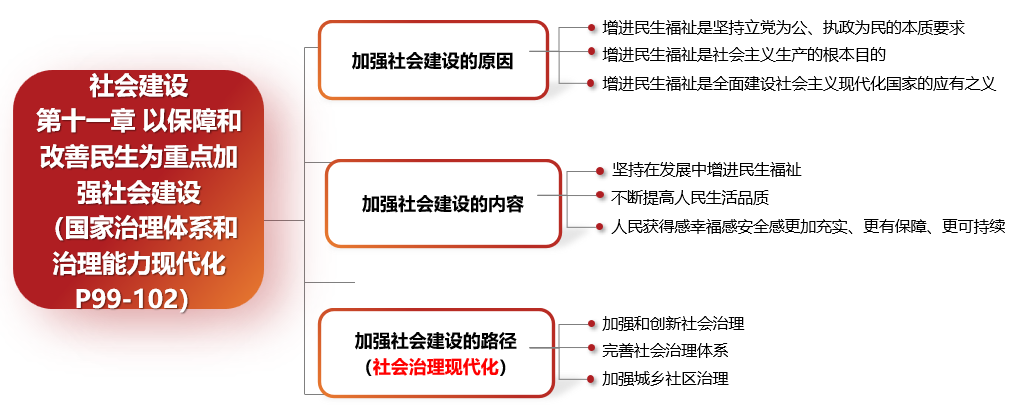 社会建设
第十一章 以保障和
改善民生为重点加
强社会建设
（国家治理体系和
治理能力现代化
P99-102）
加强社会建设的原因
增进民生福祉是坚持立党为公、执政为民的本质要求
增进民生福祉是社会主义生产的根本目的
增进民生福祉是全面建设社会主义现代化国家的应有之义
加强社会建设的内容
坚持在发展中增进民生福祉
不断提高人民生活品质
人民获得感幸福感安全感更加充实、更有保障、更可持续
加强社会建设的路径
（社会治理现代化）
加强和创新社会治理
完善社会治理体系
加强城乡社区治理